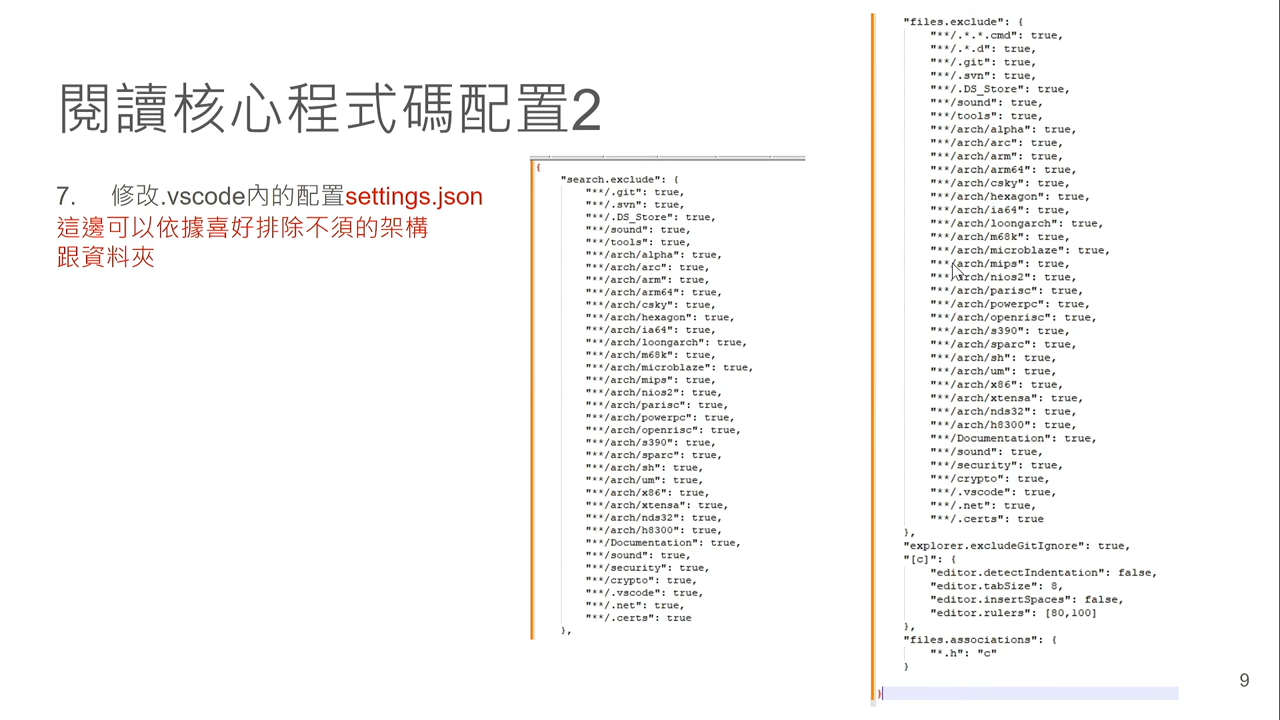 閱讀核心程式碼配置2
7. 修改.vscode內的配置settings.json
這邊可以依據喜好排除不須的架構
跟資料夾
{
"search.exclude": {
"**/.git": true,
"**/.svn": true,
"**/.DS_Store": true,
"**/sound": true,
"**/tools": true,
"**/arch/alpha": true,
"**/arch/arc": true,
"**/arch/arm": true,
"**/arch/arm64": true,
"**/arch/csky": true,
"**/arch/hexagon": true,
"**/arch/ia64": true,
"**/arch/loongarch": true,
"**/arch/m68k": true,
"**/arch/microblaze": true,
"**/arch/mips": true,
"**/arch/nios2": true,
"**/arch/parisc": true,
"**/arch/powerpc": true,
"**/arch/openrisc": true,
"**/arch/s390": true,
"**/arch/sparc": true,
"**/arch/sh": true,
"**/arch/um": true,
"**/arch/x86": true,
"**/arch/xtensa": true,
"**/arch/nds32": true,
"**/arch/h8300": true,
"**/Documentation": true,
"**/sound": true,
"**/security": true,
"**/crypto": true,
"**/.vscode": true,
"**/.net": true,
"**/.certs": true
},
"files.exclude": {
"**/.*.*.cmd": true,
"**/.*.d": true,
"**/.git": true,
"**/.svn": true,
"**/.DS_Store": true,
"**/sound": true,
"**/tools": true,
"**/arch/alpha": true,
"**/arch/arc": true,
"**/arch/arm": true,
"**/arch/arm64": true,
"**/arch/csky": true,
"**/arch/hexagon": true,
"**/arch/ia64": true,
"**/arch/loongarch": true,
"**/arch/m68k": true,
"**/arch/microblaze": true,
"**/arch/mips": true,
"**/arch/nios2": true,
"**/arch/parisc": true,
"**/arch/powerpc": true,
"**/arch/openrisc": true,
"**/arch/s390": true,
"**/arch/sparc": true,
"**/arch/sh": true,
"**/arch/um": true,
"**/arch/x86": true,
"**/arch/xtensa": true,
"**/arch/nds32": true,
"**/arch/h8300": true,
"**/Documentation": true,
"**/sound": true,
"**/security": true,
"**/crypto": true,
"**/.vscode": true,
"**/.net": true,
"**/.certs": true
},
"explorer.excludeGitIgnore": true,
"[c]": {
"editor.detectIndentation": false,
"editor.tabSize": 8,
"editor.insertSpaces": false,
"editor.rulers": [80,100]
},
"files.associations": {
"*.h": "c"
}
}
9